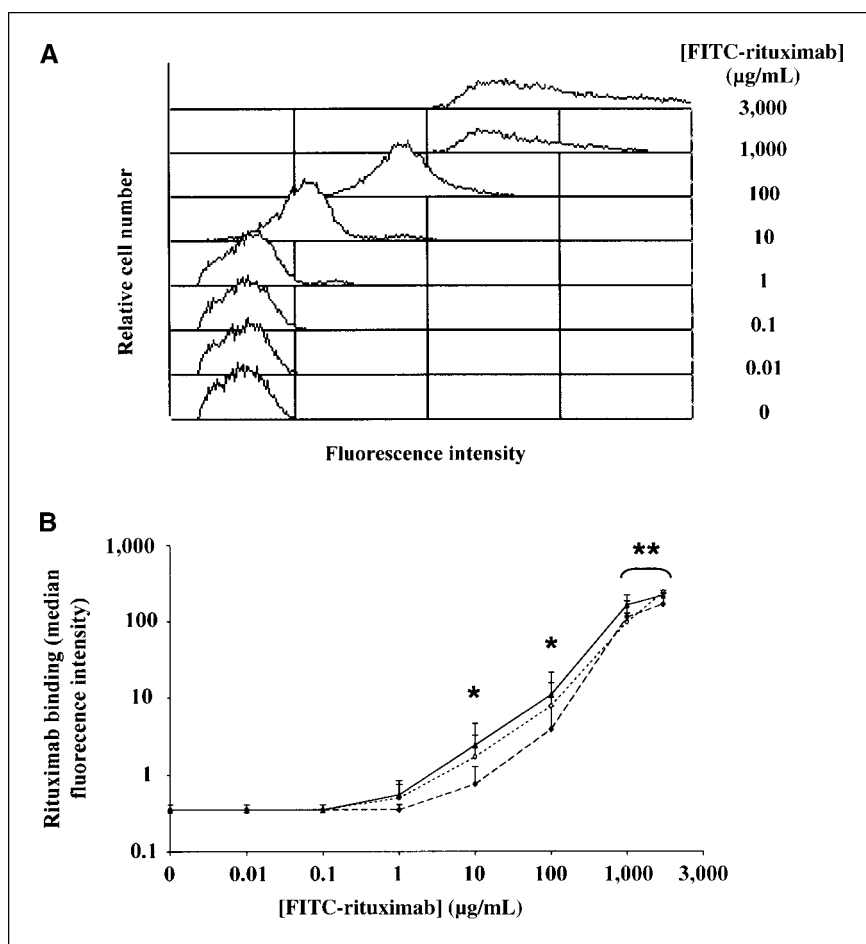 A
[FITC-rituximab]
(µg/mL)
3,000
1,000
100
10
1
0.1
0.01
0
Relative cell number
Fluorescence intensity
B
Rituximab binding (median
fluorecence intensity)
1,000
100
10
1
0.1
*
*
**
0 0.01 0.1 1 10 100 1,000 3,000
[FITC-rituximab] (µg/mL)